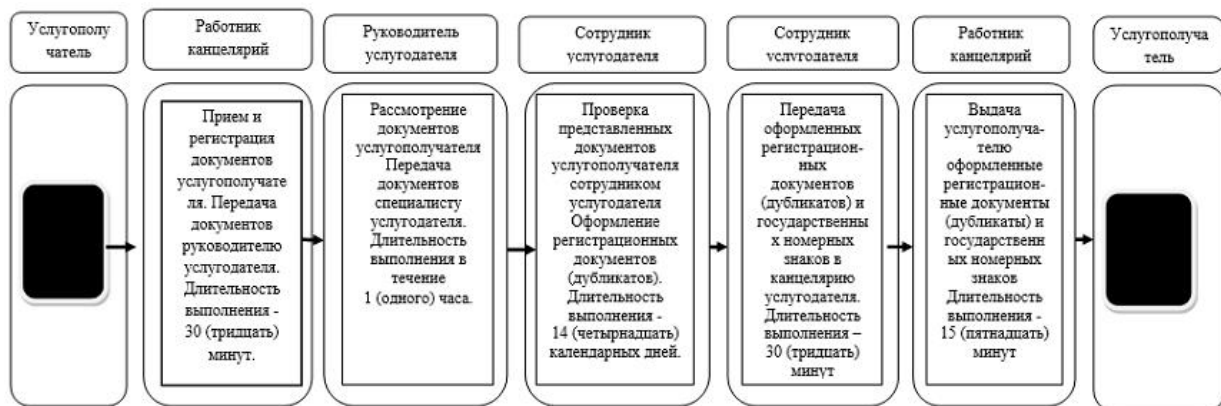 Услугополу
чатель
Работник
канцелярий
Руководитель
услугодателя
Сотрудник
услугодателя
Сотрудник
услугодателя
Работник
канцелярий
Услугополуча
тель
Прием и
регистрация
документов
услугополучате
ля. Передача
документов
руководителю
услугодателя.
Длительность
выполнения -
30 (тридцать)
минут.
Рассмотрение
документов
услугополучателя
Передача
документов
специалисту
услугодателя.
Длительность
выполнения в
течение
1 (одного) часа.
Проверка
представленных
документов
услугополучателя
сотрудником
услугодателя
Оформление
регистрационных
документов
(дубликатов).
Длительность
выполнения -
14 (четырнадцать)
календарных дней.
Передача
оформленных
регистрацион-
ных
документов
(дубликатов) и
государственны
х номерных
знаков в
канцелярию
услугодателя.
Длительность
выполнения –
30 (тридцать)
минут
Выдача
услугополуча-
телю
оформленные
регистрацион-
ные документы
(дубликаты) и
государственн
ых номерных
знаков
Длительность
выполнения -
15 (пятнадцать)
минут